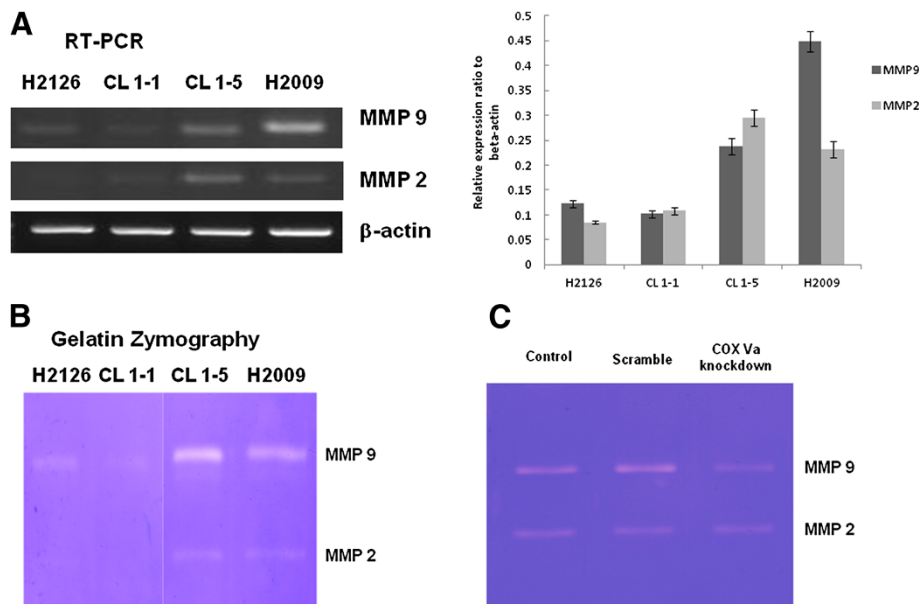 A
RT-PCR
H2126 CL 1-1 CL 1-5 H2009
MMP 9
MMP 2
β-actin
Relative expression ratio to
beta-actin
0.5
0.45
0.4
0.35
0.3
0.25
0.2
0.15
0.1
0.05
0
H2126 CL 1-1 CL 1-5 H2009
MMP9
MMP2
B
Gelatin Zymography
H2126 CL 1-1 CL 1-5 H2009
MMP 9
MMP 2
C
Control Scramble COX Va
knockdown
MMP 9
MMP 2